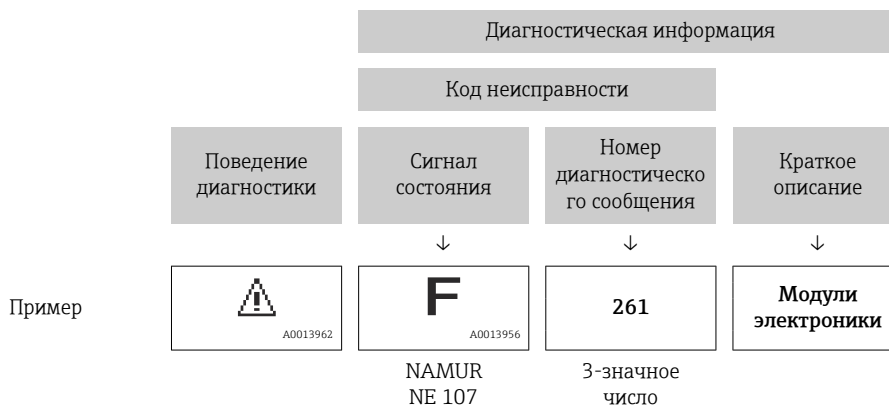 Диагностическая информация
Код неисправности
Поведение
диагностики
Сигнал
состояния
Номер
диагностическо
го сообщения
Краткое
описание
↓
↓
↓
Пример
A0013962
F
A0013956
261
Модули
электроники
NAMUR
NE 107
3-значное
число